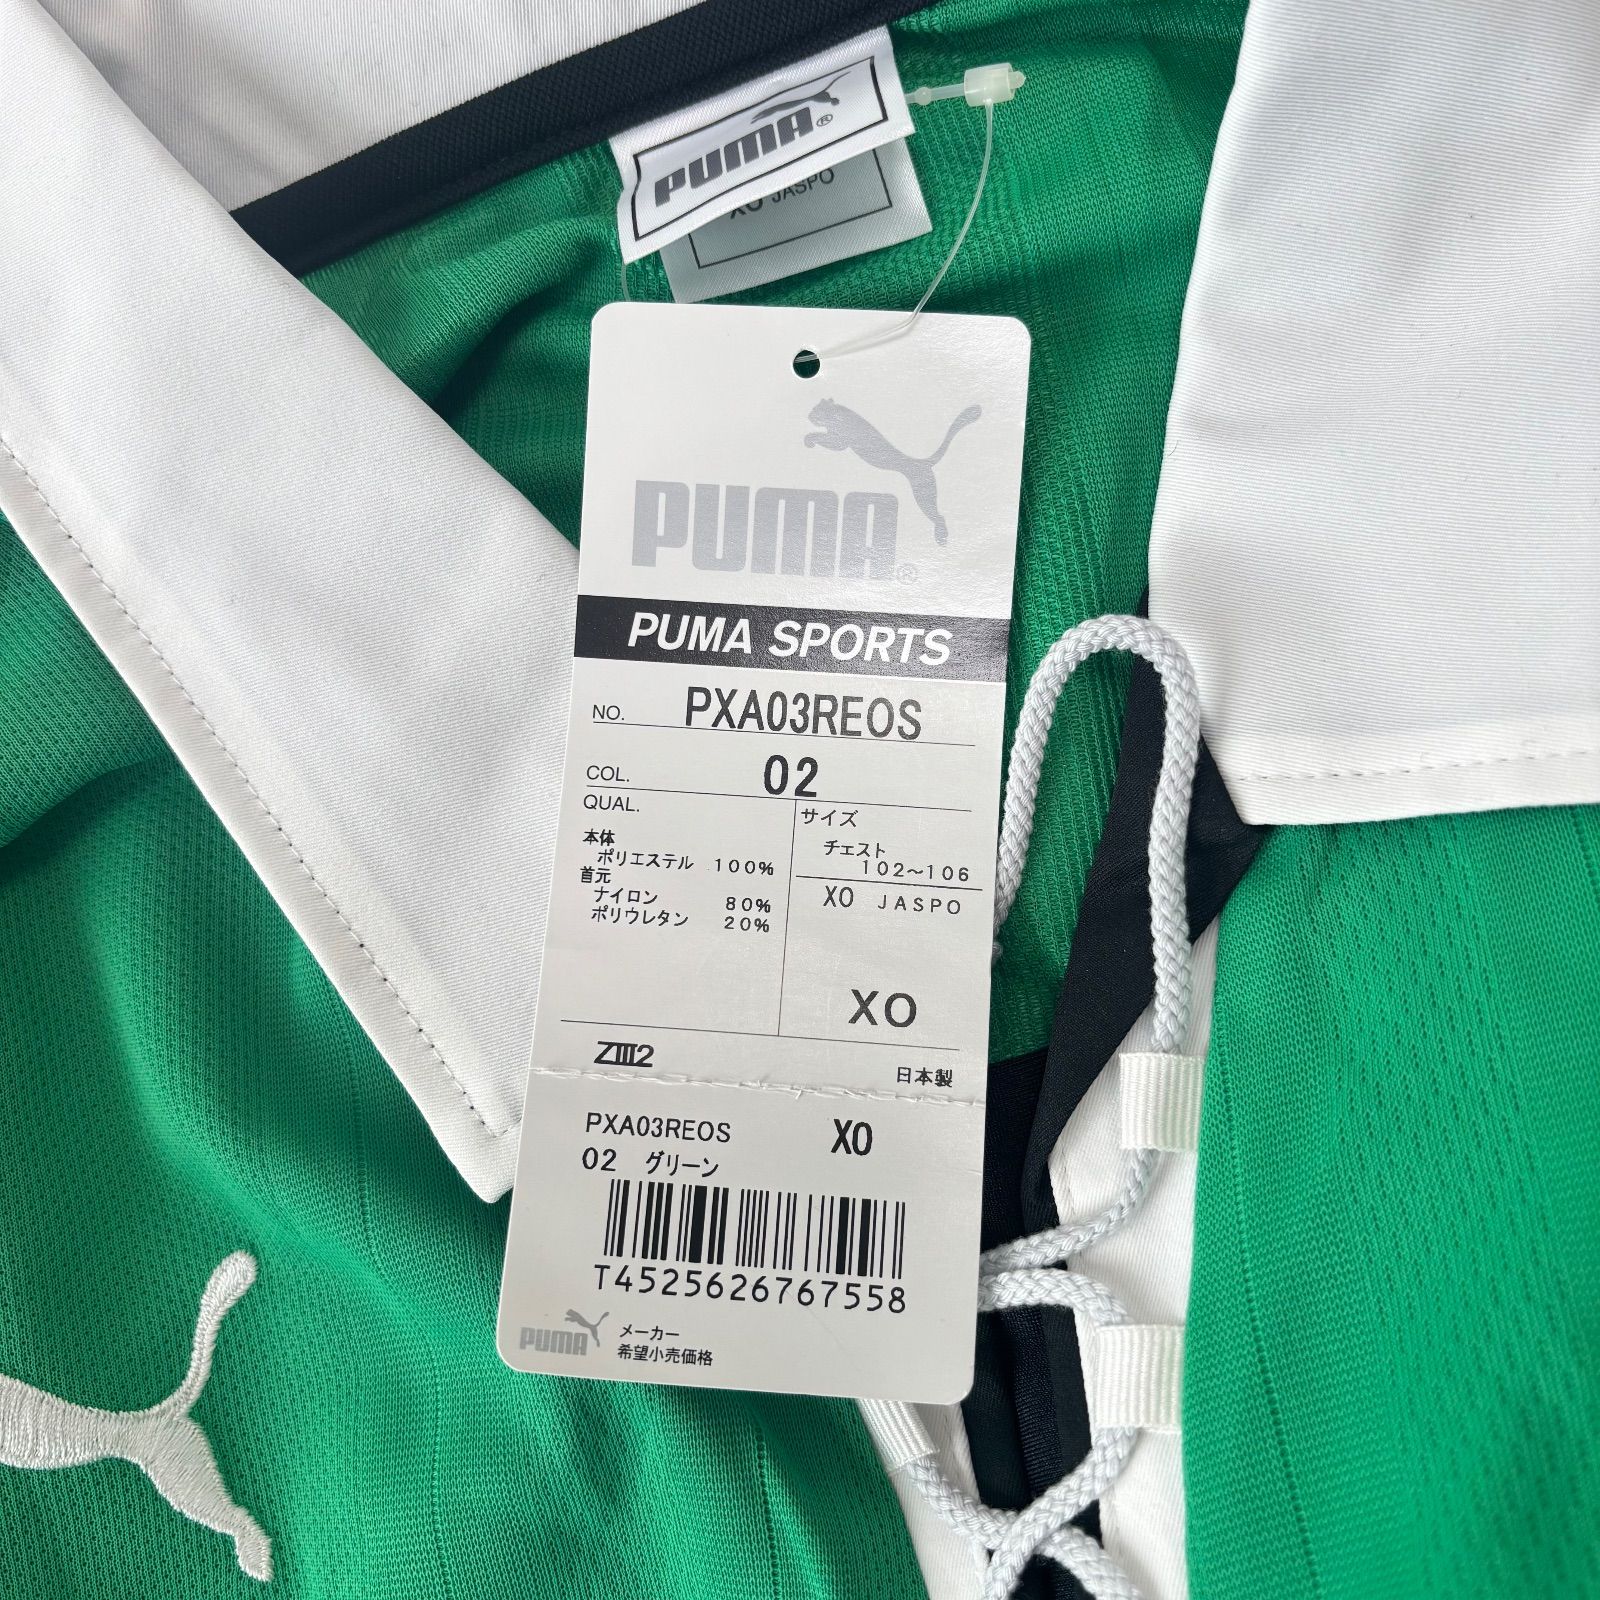 PUMA®
XO JASPO
PUMA®
PUMA SPORTS
NO. PXA03REOS
COL. 02
QUAL.
本体
ポリエステル 100%
首元
ナイロン 80%
ポリウレタン 20%
サイズ
チェスト
102～106
XO JASPO
XO
ZⅢ2
日本製
PXA03REOS XO
02 グリーン
T4525626767558
PUMA
メーカー
希望小売価格